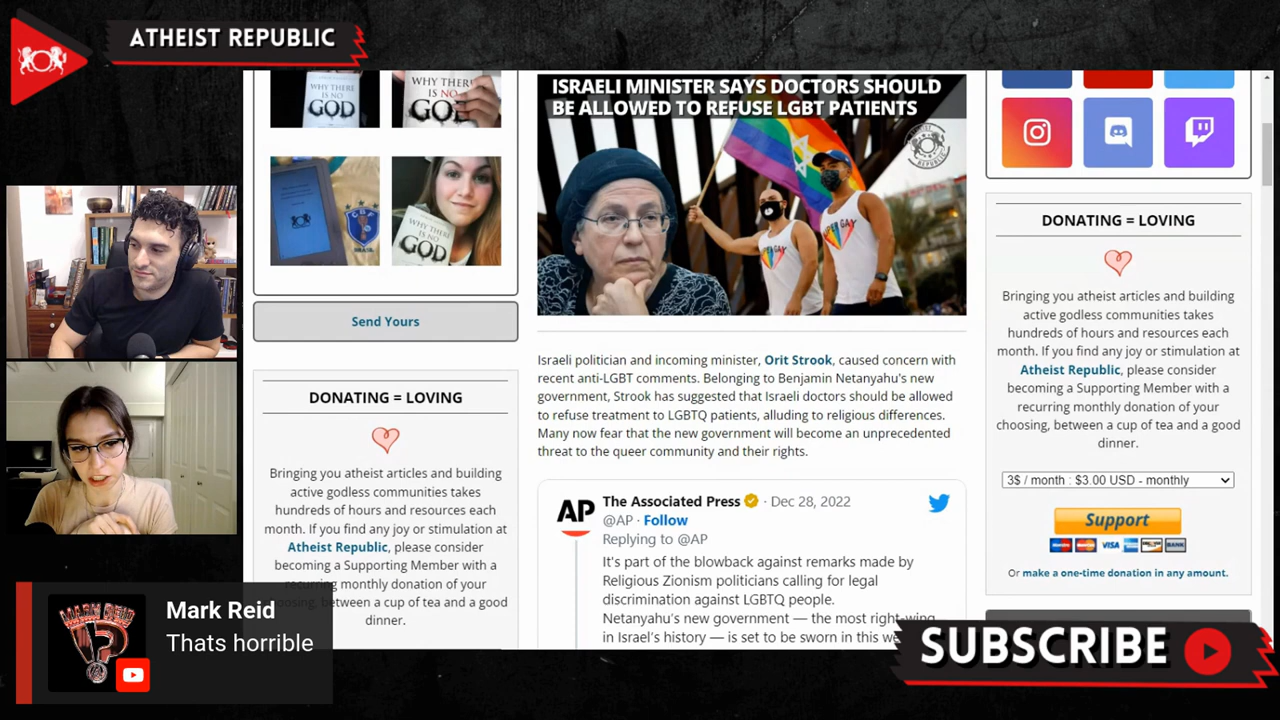 ATHEIST REPUBLIC
WHY THERE
IS NO
GOD
WHY THERE
IS NO
GOD
WHY THERE
IS NO
GOD
Send Yours
DONATING = LOVING
Bringing you atheist articles and building
active godless communities takes
hundreds of hours and resources each
month. If you find any joy or stimulation at
Atheist Republic, please consider
becoming a Supporting Member with a
recurring monthly donation of your
choosing, between a cup of tea and a good
dinner.
ISRAELI MINISTER SAYS DOCTORS SHOULD
BE ALLOWED TO REFUSE LGBT PATIENTS
Israeli politician and incoming minister, Orit Strook, caused concern with
recent anti-LGBT comments. Belonging to Benjamin Netanyahu's new
government, Strook has suggested that Israeli doctors should be allowed
to refuse treatment to LGBTQ patients, alluding to religious differences.
Many now fear that the new government will become an unprecedented
threat to the queer community and their rights.
AP
The Associated Press · Dec 28, 2022
@AP · Follow
Replying to @AP
It's part of the blowback against remarks made by
Religious Zionism politicians calling for legal
discrimination against LGBTQ people.
Netanyahu's new government — the most right-wing
in Israel's history — is set to be sworn in this
DONATING = LOVING
Bringing you atheist articles and building
active godless communities takes
hundreds of hours and resources each
month. If you find any joy or stimulation at
Atheist Republic, please consider
becoming a Supporting Member with a
recurring monthly donation of your
choosing, between a cup of tea and a good
dinner.
3$ / month : $3.00 USD - monthly
Support
VISA
BANK
Or make a one-time donation in any amount.
MARK REID
Mark Reid
Thats horrible
SUBSCRIBE